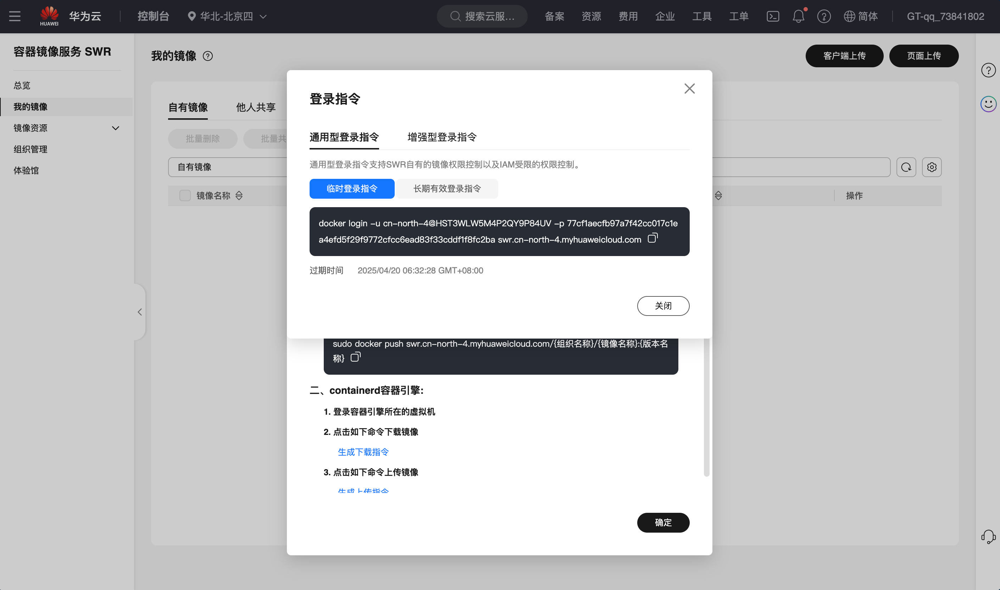 HUAWEI
华为云
控制台
华北-北京四
搜索云服...
备案
资源
费用
企业
工具
工单
简体
GT-qq_73841802
容器镜像服务 SWR
总览
我的镜像
镜像资源
组织管理
体验馆
我的镜像
客户端上传
页面上传
自有镜像
他人共享
批量删除
批量共
自有镜像
镜像名称
操作
登录指令
通用型登录指令
增强型登录指令
通用型登录指令支持SWR自有的镜像权限控制以及IAM受限的权限控制。
临时登录指令
长期有效登录指令
docker login -u cn-north-4@HST3WLW5M4P2QY9P84UV -p 77cf1aecfb97a7f42cc017c1e
a4efd5f29f9772cfcc6ead83f33cddf1f8fc2ba swr.cn-north-4.myhuaweicloud.com
过期时间
2025/04/20 06:32:28 GMT+08:00
关闭
sudo docker push swr.cn-north-4.myhuaweicloud.com/{组织名称}/{镜像名称}:{版本名
称}
二、containerd容器引擎:
1. 登录容器引擎所在的虚拟机
2. 点击如下命令下载镜像
生成下载指令
3. 点击如下命令上传镜像
生成上传指令
确定